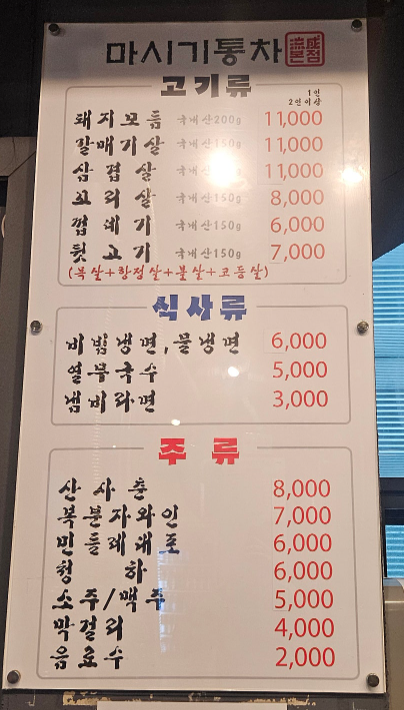 마시기통차 本店 본점
고기류
1인
2인이상
돼지모듬 국내산200g 11,000
갈매기살 국내산150g 11,000
삼겹살 국내산150g 11,000
꼬리살 국내산150g 8,000
껍데기 국내산150g 6,000
뒷고기 국내산150g 7,000
(목살+항정살+볼살+코등살)
식사류
비빔냉면,물냉면 6,000
열무국수 5,000
냄비라면 3,000
주류
산사춘 8,000
복분자와인 7,000
민들레대포 6,000
청하 6,000
소주/맥주 5,000
막걸리 4,000
음료수 2,000